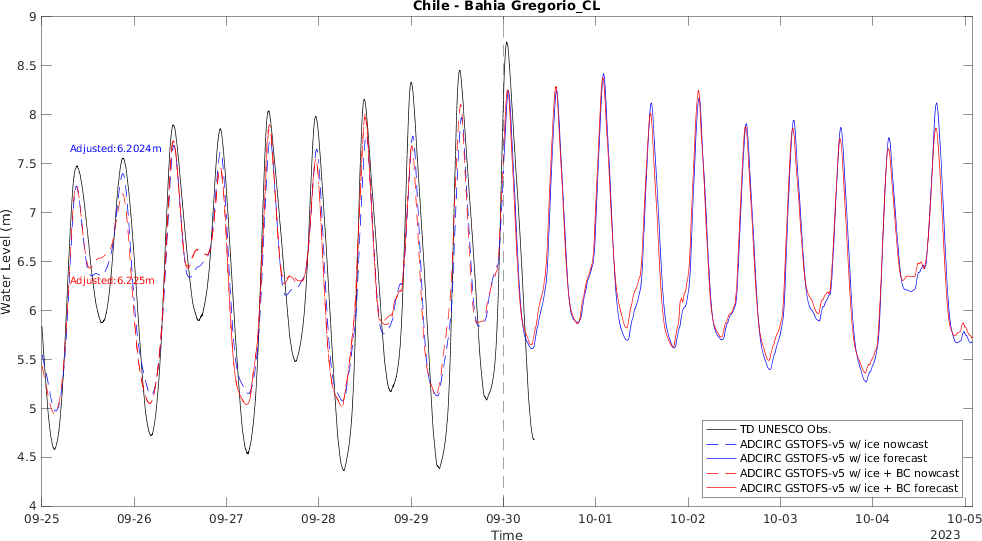 Chile - Bahia Gregorio_CL
9
8.5
8
7.5
7
6.5
6
5.5
5
4.5
4
Water Level (m)
Adjusted:6.2024m
Adjusted:6.225m
TD UNESCO Obs.
ADCIRC GSTOFS-v5 w/ ice nowcast
ADCIRC GSTOFS-v5 w/ ice forecast
ADCIRC GSTOFS-v5 w/ ice + BC nowcast
ADCIRC GSTOFS-v5 w/ ice + BC forecast
09-25 09-26 09-27 09-28 09-29 09-30 10-01 10-02 10-03 10-04 10-05
Time
2023